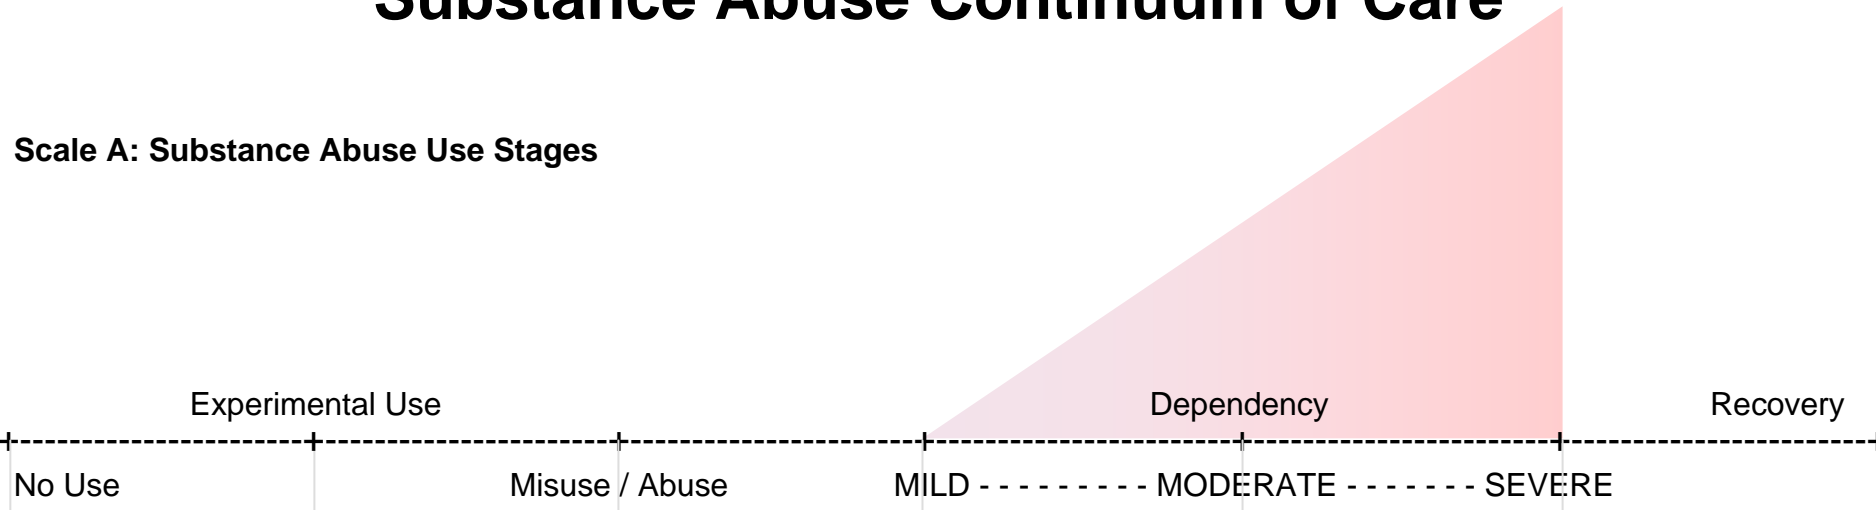 Substance Abuse Continuum of Care
Scale A: Substance Abuse Use Stages
Experimental Use
Dependency
Recovery
No Use
Misuse / Abuse
MILD - - - - - - - - - MODERATE - - - - - - - SEVERE